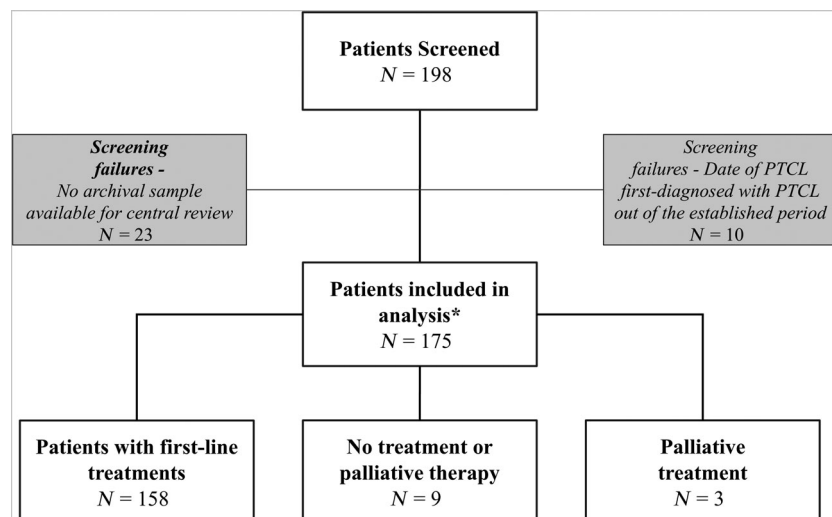 Patients Screened
N = 198
Screening
failures -
No archival sample
available for central review
N = 23
Screening
failures - Date of PTCL
first-diagnosed with PTCL
out of the established period
N = 10
Patients included in
analysis*
N = 175
Patients with first-line
treatments
N = 158
No treatment or
palliative therapy
N = 9
Palliative
treatment
N = 3